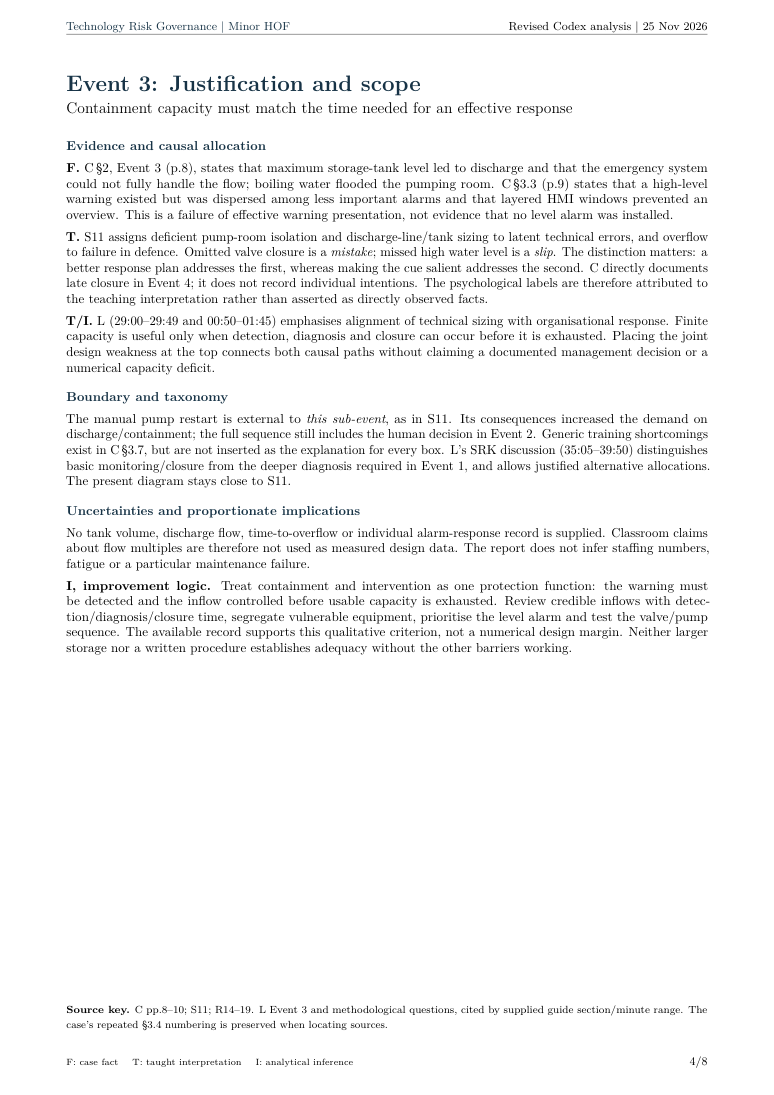 Technology Risk Governance | Minor HOF
Revised Codex analysis | 25 Nov 2026
Event 3: Justification and scope
Containment capacity must match the time needed for an effective response
Evidence and causal allocation
F. C §2, Event 3 (p.8), states that maximum storage-tank level led to discharge and that the emergency system
could not fully handle the flow; boiling water flooded the pumping room. C §3.3 (p.9) states that a high-level
warning existed but was dispersed among less important alarms and that layered HMI windows prevented an
overview. This is a failure of effective warning presentation, not evidence that no level alarm was installed.
T. S11 assigns deficient pump-room isolation and discharge-line/tank sizing to latent technical errors, and overflow
to failure in defence. Omitted valve closure is a mistake; missed high water level is a slip. The distinction matters: a
better response plan addresses the first, whereas making the cue salient addresses the second. C directly documents
late closure in Event 4; it does not record individual intentions. The psychological labels are therefore attributed to
the teaching interpretation rather than asserted as directly observed facts.
T/I. L (29:00–29:49 and 00:50–01:45) emphasises alignment of technical sizing with organisational response. Finite
capacity is useful only when detection, diagnosis and closure can occur before it is exhausted. Placing the joint
design weakness at the top connects both causal paths without claiming a documented management decision or a
numerical capacity deficit.
Boundary and taxonomy
The manual pump restart is external to this sub-event, as in S11. Its consequences increased the demand on
discharge/containment; the full sequence still includes the human decision in Event 2. Generic training shortcomings
exist in C §3.7, but are not inserted as the explanation for every box. L's SRK discussion (35:05–39:50) distinguishes
basic monitoring/closure from the deeper diagnosis required in Event 1, and allows justified alternative allocations.
The present diagram stays close to S11.
Uncertainties and proportionate implications
No tank volume, discharge flow, time-to-overflow or individual alarm-response record is supplied. Classroom claims
about flow multiples are therefore not used as measured design data. The report does not infer staffing numbers,
fatigue or a particular maintenance failure.
I, improvement logic. Treat containment and intervention as one protection function: the warning must
be detected and the inflow controlled before usable capacity is exhausted. Review credible inflows with detec-
tion/diagnosis/closure time, segregate vulnerable equipment, prioritise the level alarm and test the valve/pump
sequence. The available record supports this qualitative criterion, not a numerical design margin. Neither larger
storage nor a written procedure establishes adequacy without the other barriers working.
Source key. C pp.8–10; S11; R14–19. L Event 3 and methodological questions, cited by supplied guide section/minute range. The
case's repeated §3.4 numbering is preserved when locating sources.
F: case fact T: taught interpretation I: analytical inference
4/8